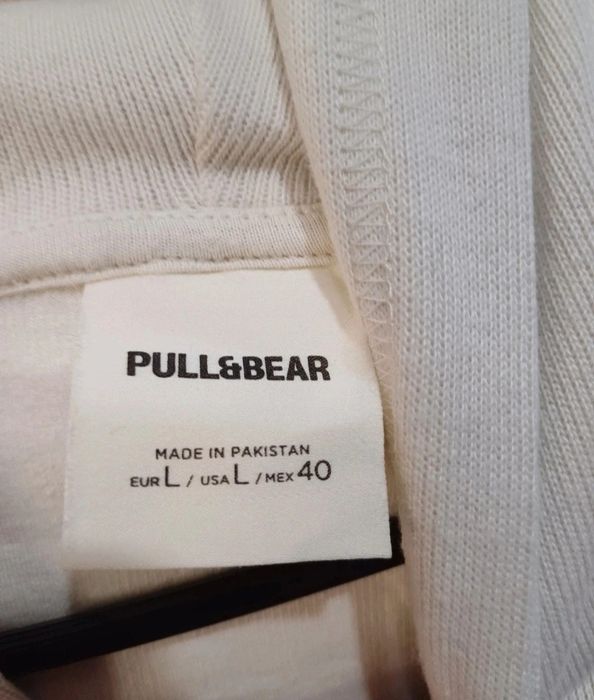 PULL&BEAR
MADE IN PAKISTAN
EUR L / USA L / MEX 40